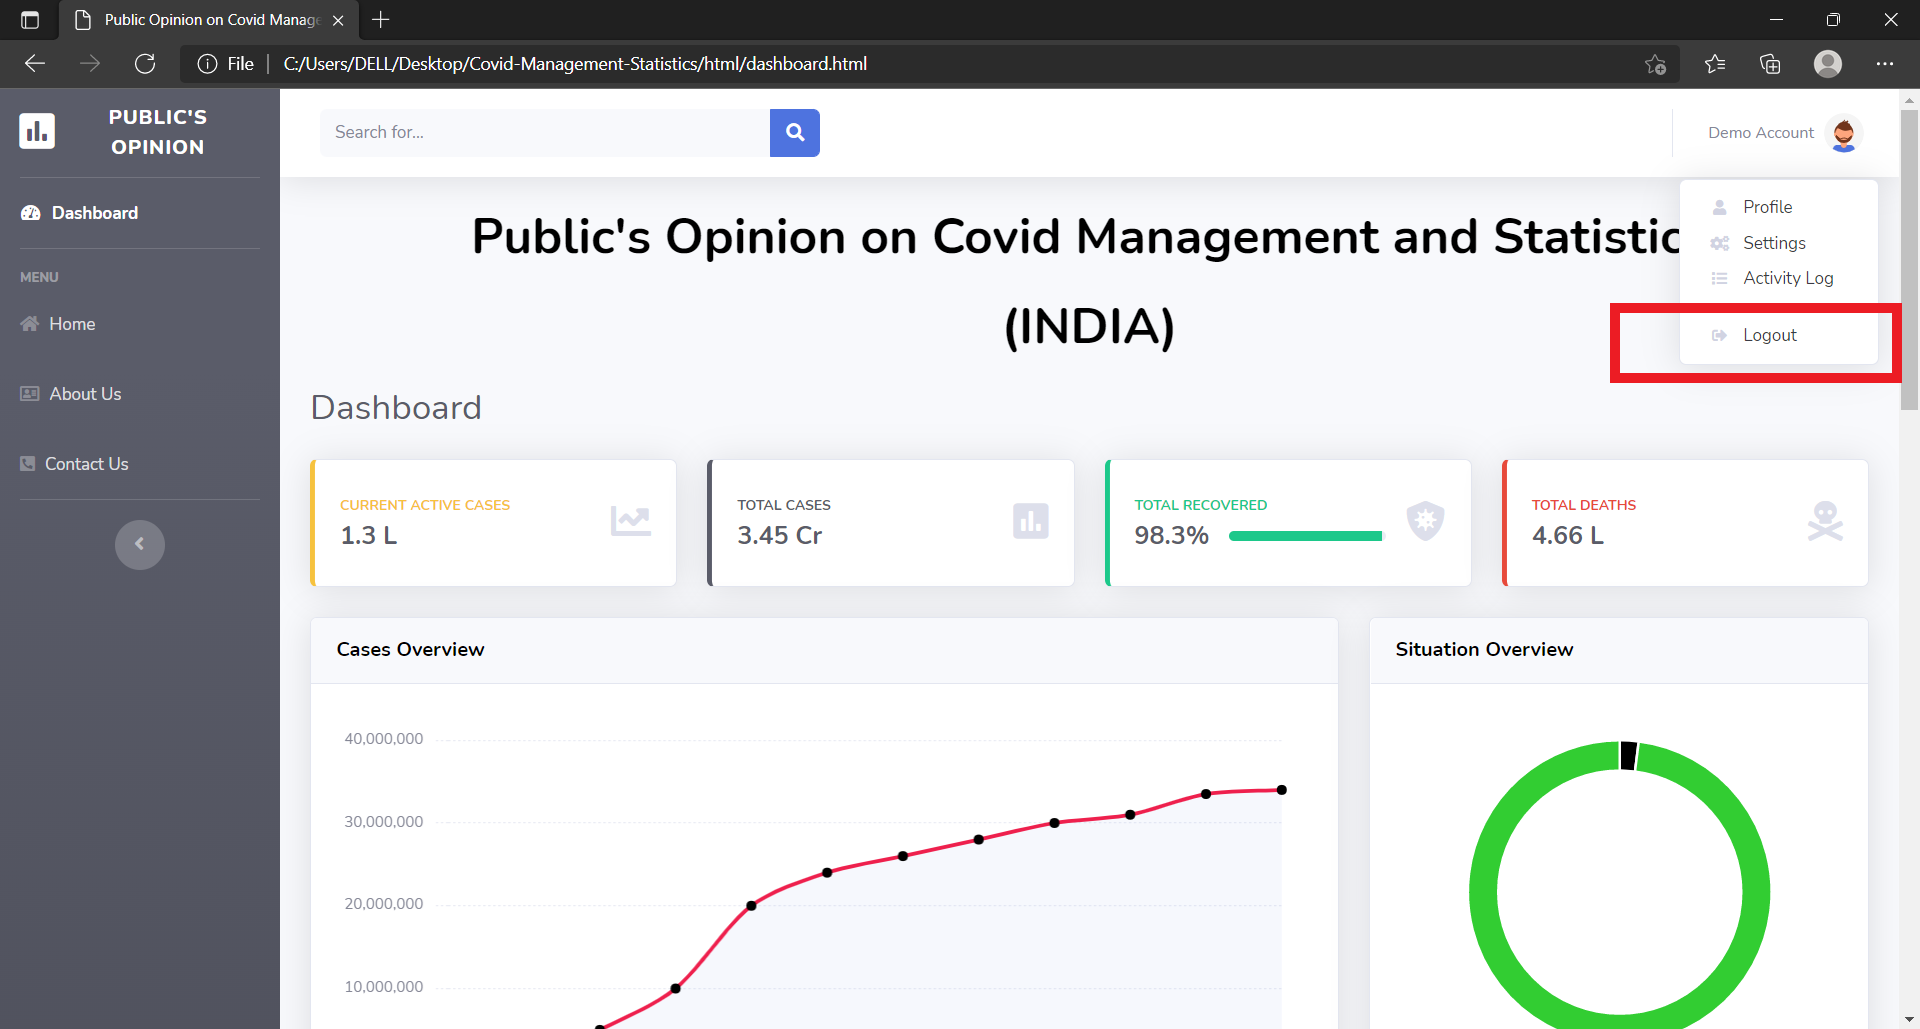 Public Opinion on Covid Manage
File
C:/Users/DELL/Desktop/Covid-Management-Statistics/html/dashboard.html
PUBLIC'S
OPINION
Dashboard
MENU
Home
About Us
Contact Us
Search for...
Demo Account
Profile
Settings
Activity Log
Logout
Public's Opinion on Covid Management and Statistic
(INDIA)
Dashboard
CURRENT ACTIVE CASES
1.3 L
TOTAL CASES
3.45 Cr
TOTAL RECOVERED
98.3%
TOTAL DEATHS
4.66 L
Cases Overview
40,000,000
30,000,000
20,000,000
10,000,000
Situation Overview